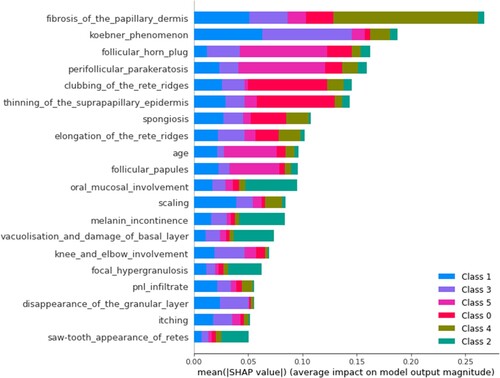 fibrosis_of_the_papillary_dermis
koebner_phenomenon
follicular_horn_plug
perifollicular_parakeratosis
clubbing_of_the_rete_ridges
thinning_of_the_suprapapillary_epidermis
spongiosis
elongation_of_the_rete_ridges
age
follicular_papules
oral_mucosal_involvement
scaling
melanin_incontinence
vacuolisation_and_damage_of_basal_layer
knee_and_elbow_involvement
focal_hypergranulosis
pnl_infiltrate
disappearance_of_the_granular_layer
itching
saw-tooth_appearance_of_retes
Class 1
Class 3
Class 5
Class 0
Class 4
Class 2
0.00 0.05 0.10 0.15 0.20 0.25
mean(|SHAP value|) (average impact on model output magnitude)